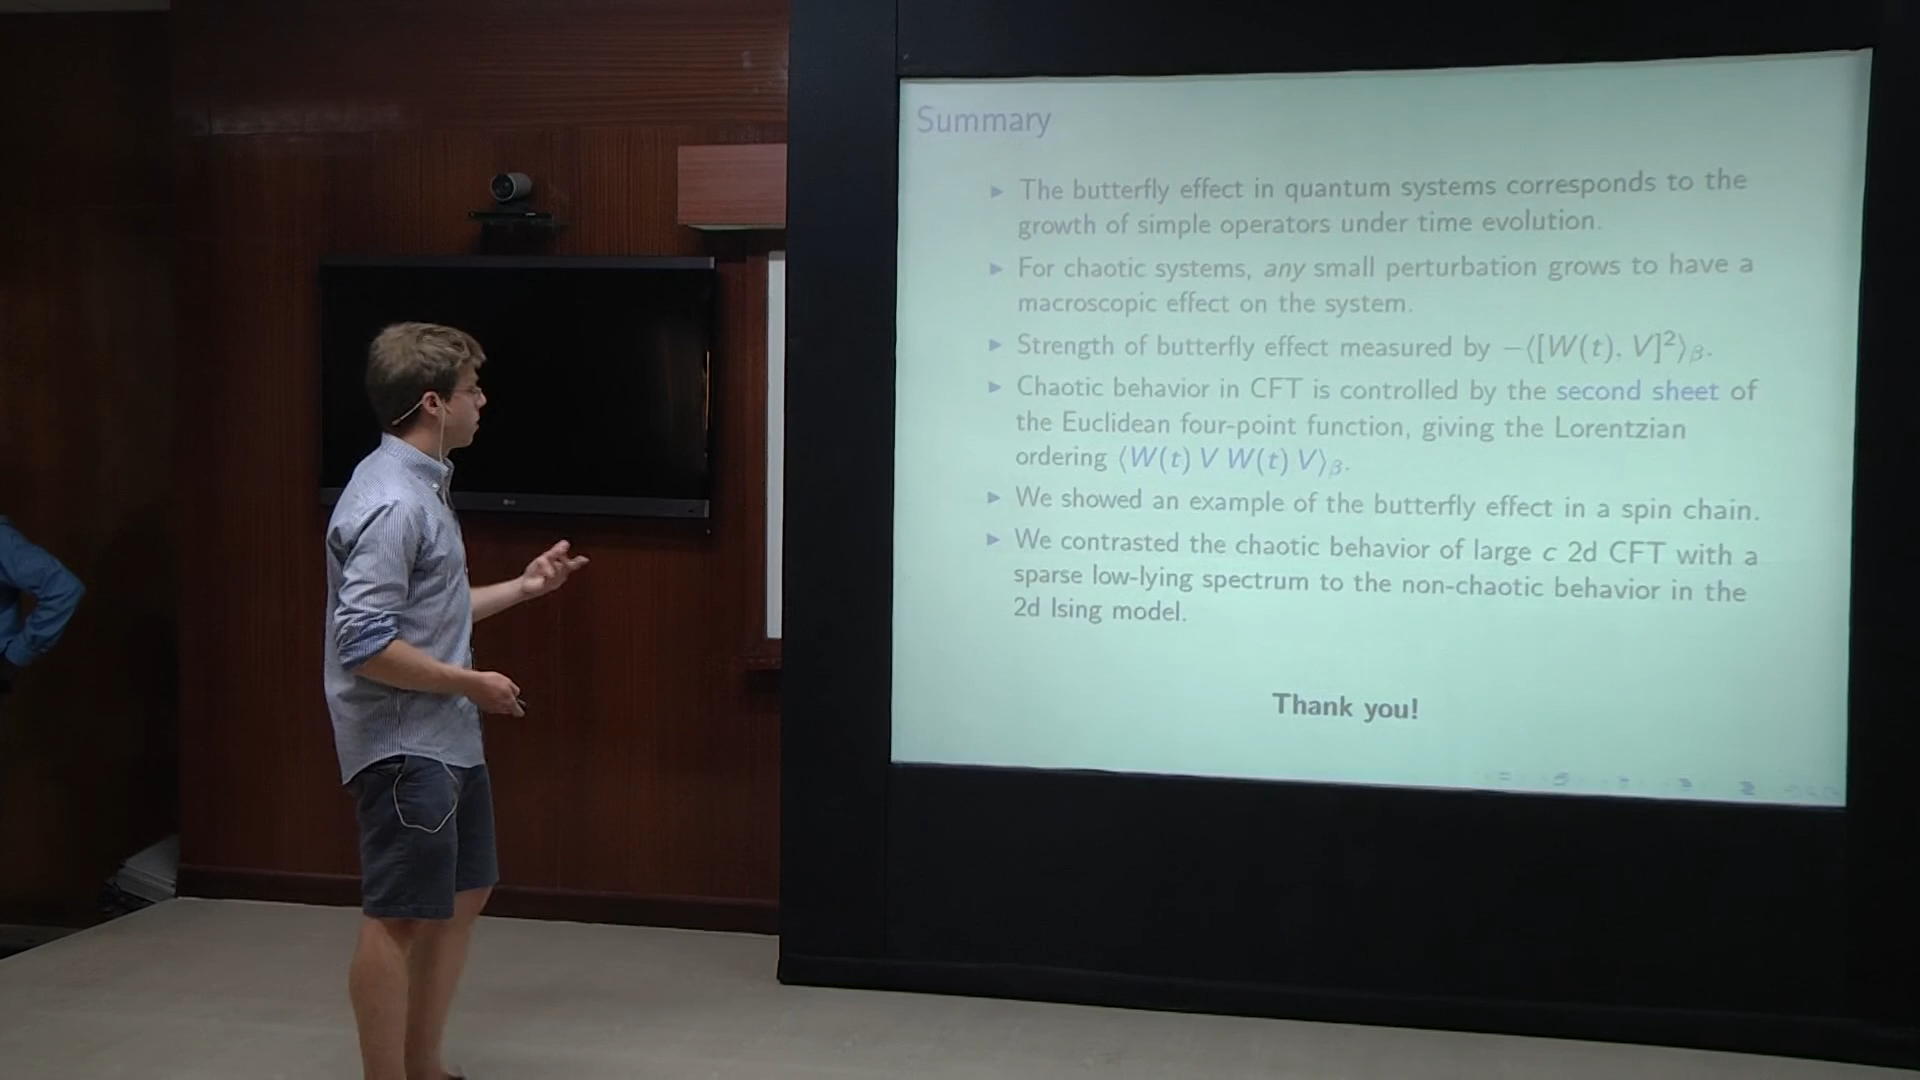 Summary
▶ The butterfly effect in quantum systems corresponds to the
growth of simple operators under time evolution.
▶ For chaotic systems, any small perturbation grows to have a
macroscopic effect on the system.
▶ Strength of butterfly effect measured by −⟨[W(t), V]²⟩β.
▶ Chaotic behavior in CFT is controlled by the second sheet of
the Euclidean four-point function, giving the Lorentzian
ordering ⟨W(t) V W(t) V⟩β.
▶ We showed an example of the butterfly effect in a spin chain.
▶ We contrasted the chaotic behavior of large c 2d CFT with a
sparse low-lying spectrum to the non-chaotic behavior in the
2d Ising model.
Thank you!